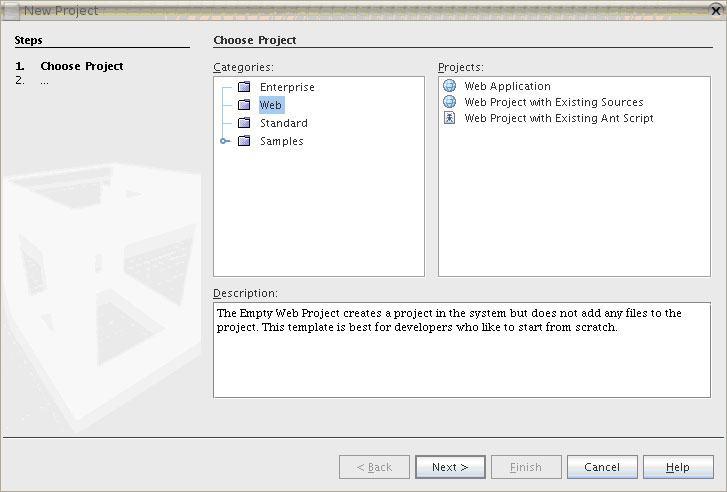 New Project
Steps
1. Choose Project
2. ...
Choose Project
Categories:
Enterprise
Web
Standard
Samples
Projects:
Web Application
Web Project with Existing Sources
Web Project with Existing Ant Script
Description:
The Empty Web Project creates a project in the system but does not add any files to the
project. This template is best for developers who like to start from scratch.
< Back
Next >
Finish
Cancel
Help